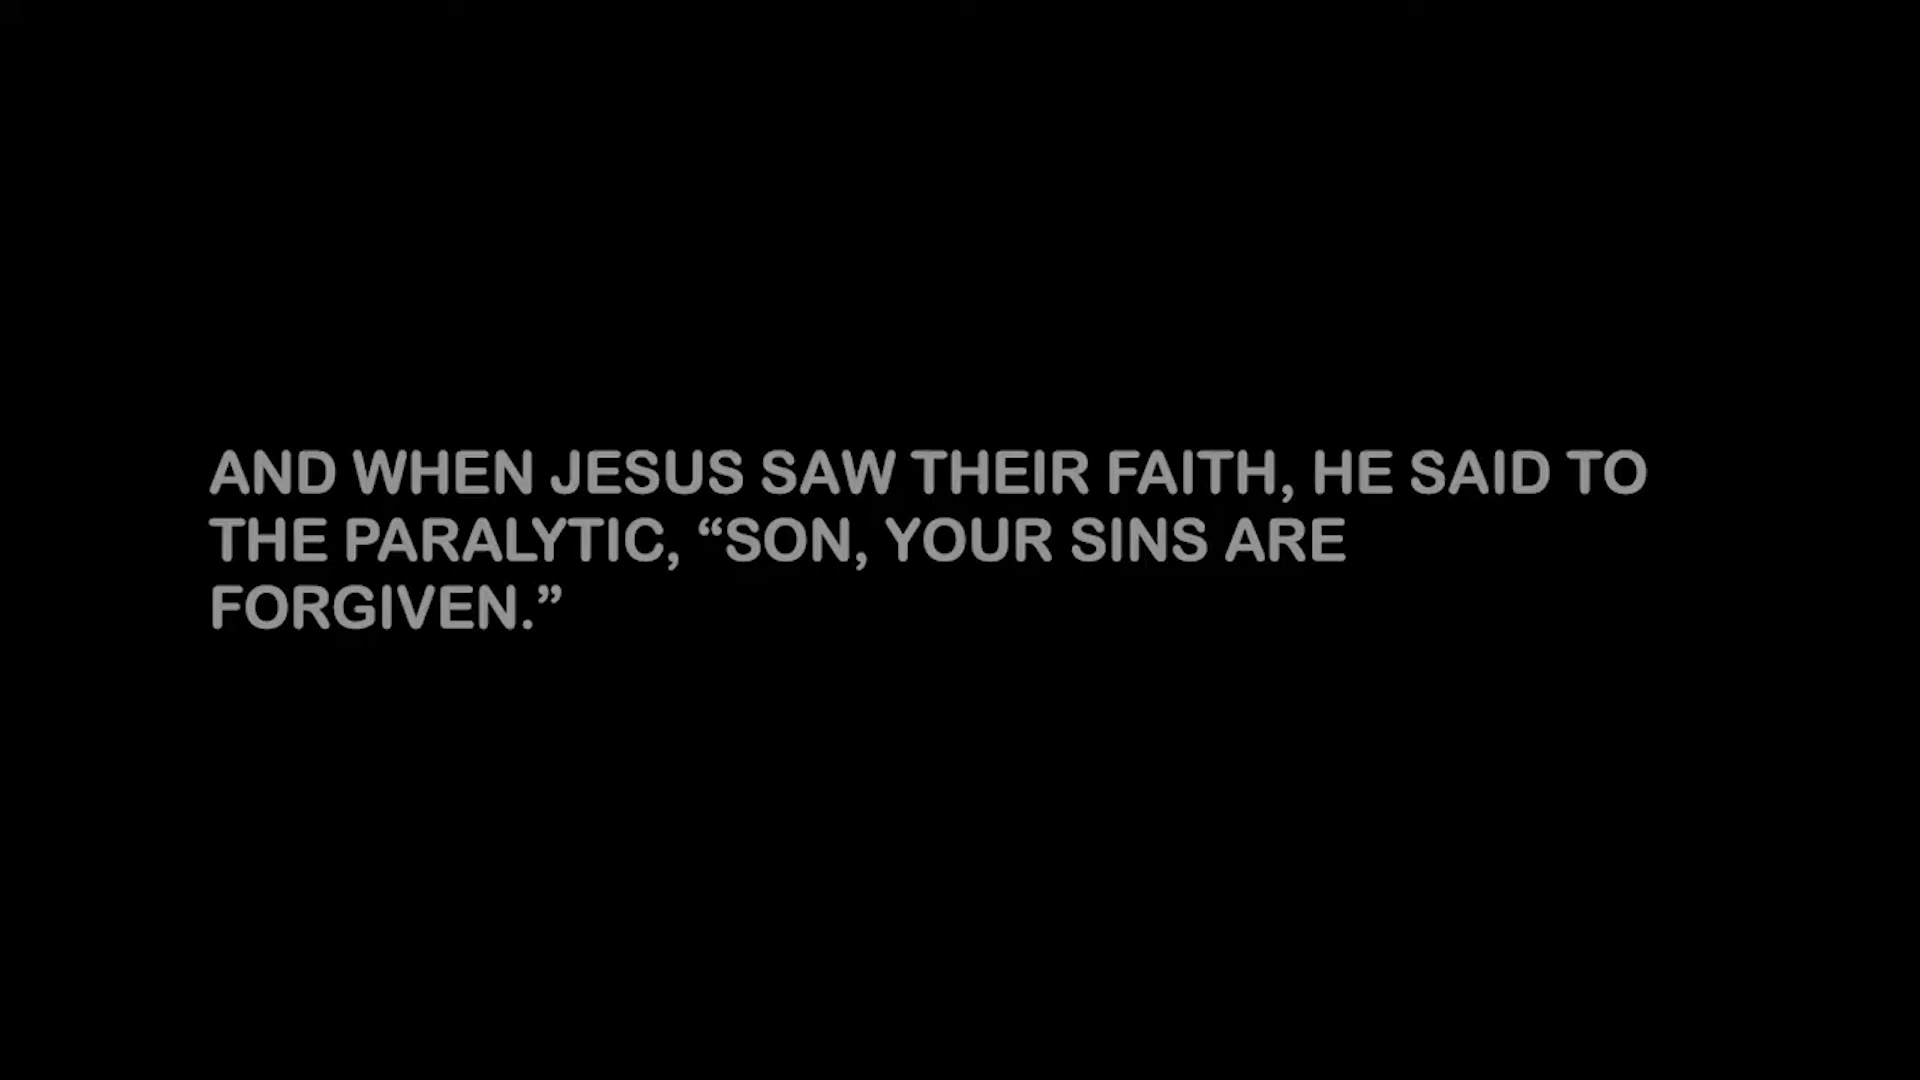 AND WHEN JESUS SAW THEIR FAITH, HE SAID TO
THE PARALYTIC, “SON, YOUR SINS ARE
FORGIVEN.”